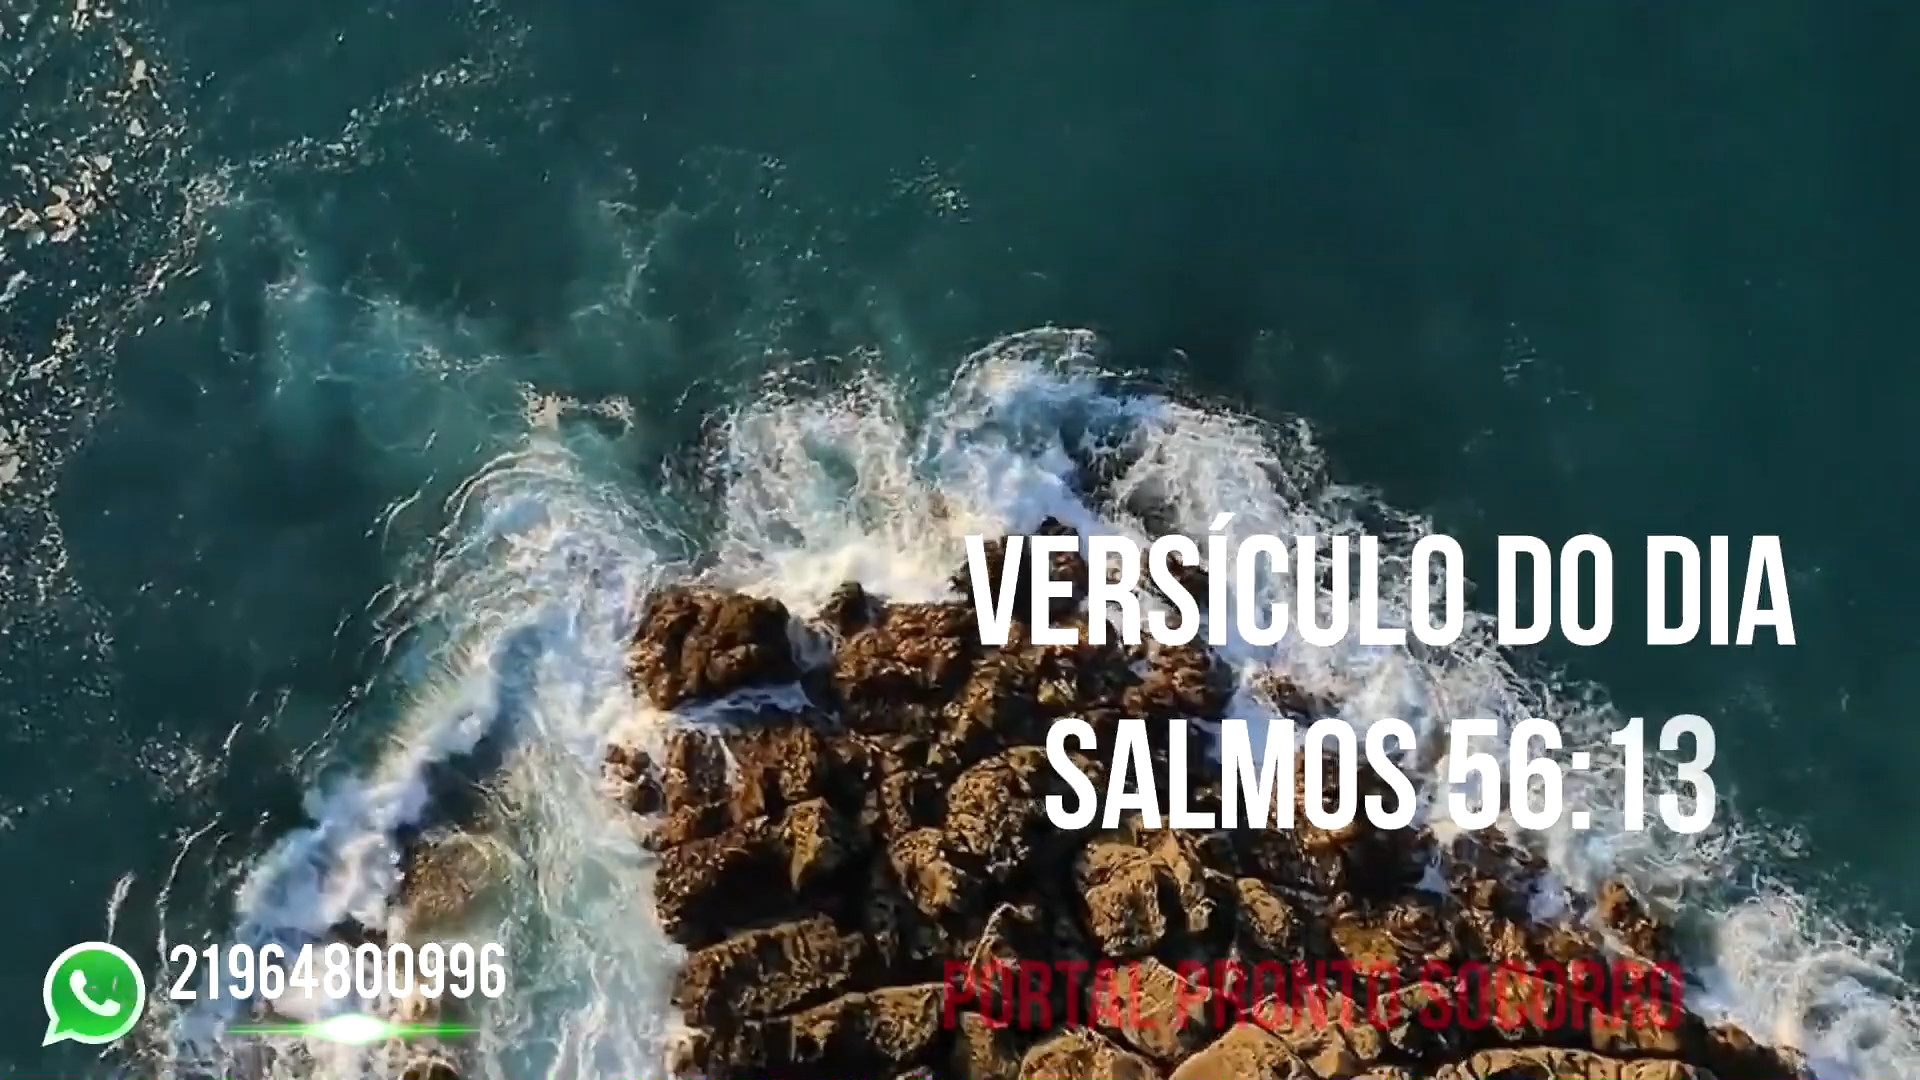 VERSÍCULO DO DIA
SALMOS 56:13
21964800996
PORTAL PRONTO SOCORRO